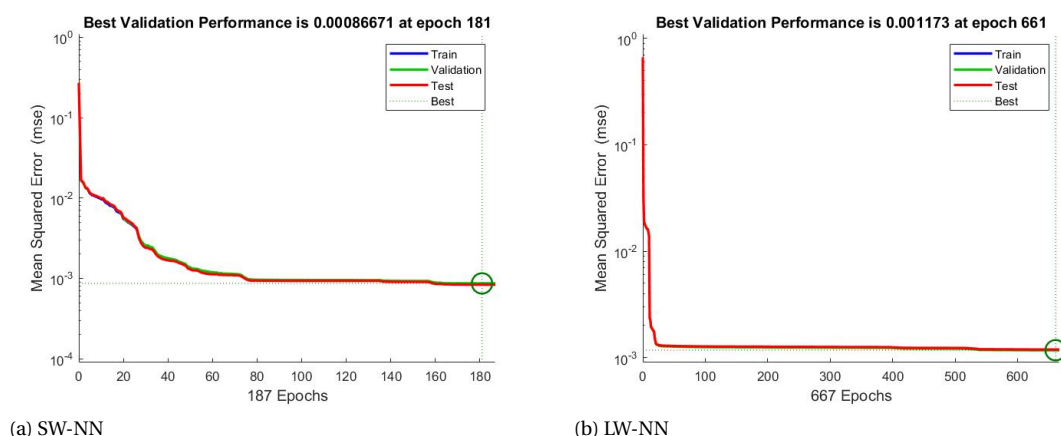 Best Validation Performance is 0.00086671 at epoch 181
10^0
10^-1
10^-2
10^-3
10^-4
Mean Squared Error (mse)
Train
Validation
Test
Best
0 20 40 60 80 100 120 140 160 180
187 Epochs
(a) SW-NN
Best Validation Performance is 0.001173 at epoch 661
10^0
10^-1
10^-2
10^-3
Mean Squared Error (mse)
Train
Validation
Test
Best
0 100 200 300 400 500 600
667 Epochs
(b) LW-NN